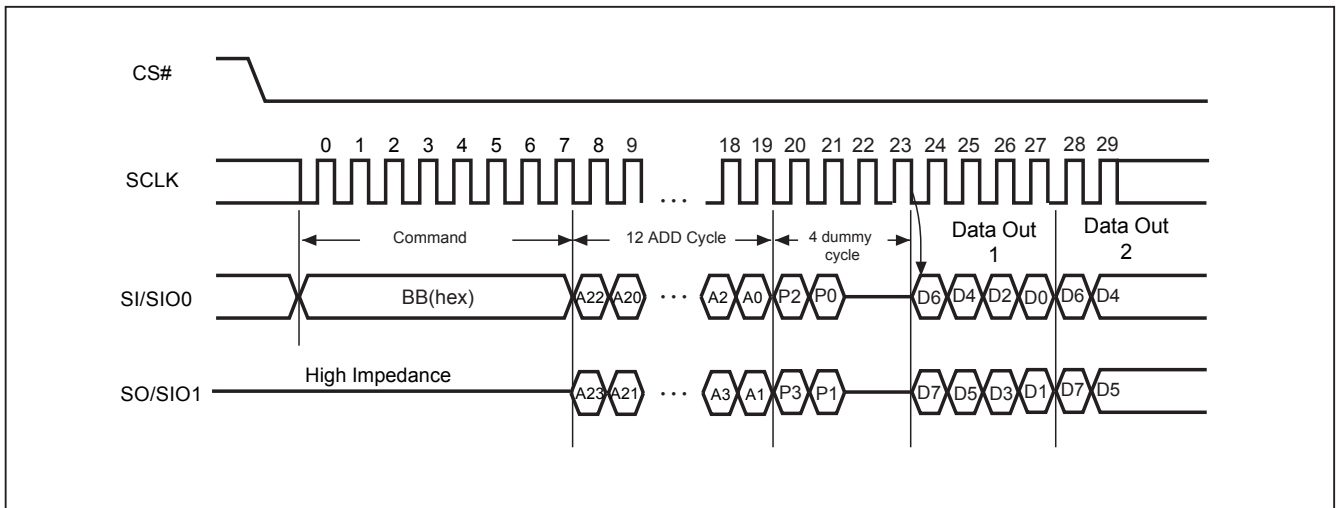 CS#
0 1 2 3 4 5 6 7 8 9 18 19 20 21 22 23 24 25 26 27 28 29
SCLK
...
Command 12 ADD Cycle 4 dummy cycle Data Out 1 Data Out 2
SI/SIO0 BB(hex) A22 A20 ... A2 A0 P2 P0 D6 D4 D2 D0 D6 D4
High Impedance
SO/SIO1 A23 A21 ... A3 A1 P3 P1 D7 D5 D3 D1 D7 D5